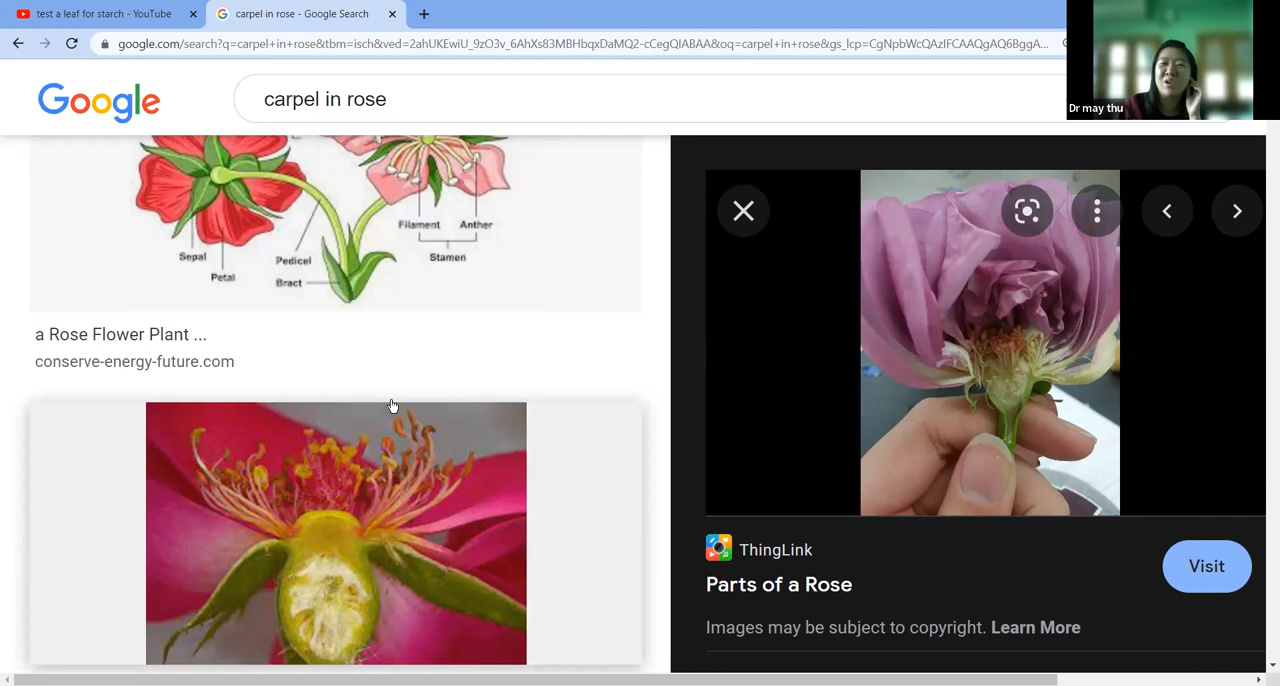 test a leaf for starch - YouTube
carpel in rose - Google Search
google.com/search?q=carpel+in+rose&tbm=isch&ved=2ahUKEwiU_9zO3v_6AhXs83MBHbqxDaMQ2-cCegQIABAA&oq=carpel+in+rose&gs_lcp=CgNpbWcQAzIFCAAQgAQ6BggA...
Google
carpel in rose
Dr may thu
Filament Anther
Stamen
Sepal
Petal
Pedicel
Bract
a Rose Flower Plant ...
conserve-energy-future.com
ThingLink
Visit
Parts of a Rose
Images may be subject to copyright. Learn More